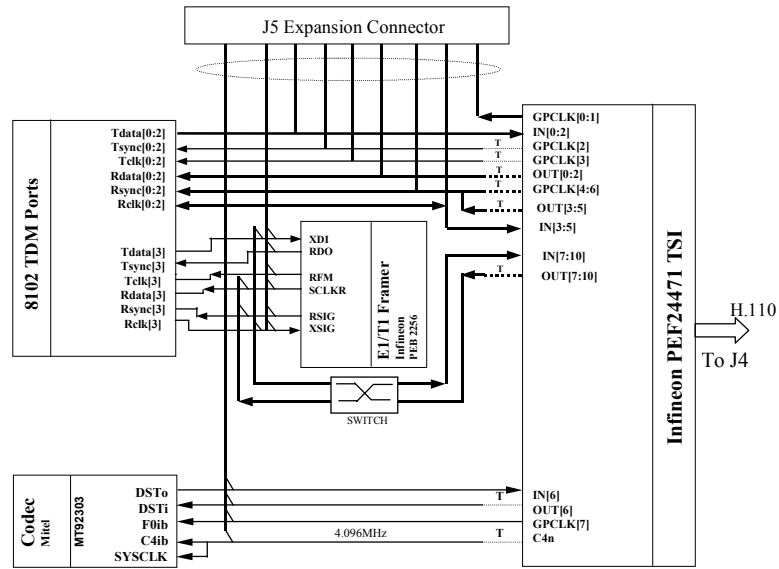 J5 Expansion Connector
8102 TDM Ports
Tdata[0:2]
Tsync[0:2]
Tclk[0:2]
Rdata[0:2]
Rsync[0:2]
Rclk[0:2]
Tdata[3]
Tsync[3]
Tclk[3]
Rdata[3]
Rsync[3]
Rclk[3]
XDI
RDO
RFM
SCLKR
RSIG
XSIG
E1/T1 Framer
Infineon
PEB 2256
SWITCH
T
T
T
T
T
T
GPCLK[0:1]
IN[0:2]
GPCLK[2]
GPCLK[3]
OUT[0:2]
GPCLK[4:6]
OUT[3:5]
IN[3:5]
IN[7:10]
OUT[7:10]
Infineon PEF24471 TSI
H.110
To J4
Codec
Mitel
MT92303
DSTo
DSTi
F0ib
C4ib
SYSCLK
4.096MHz
T
T
IN[6]
OUT[6]
GPCLK[7]
C4n